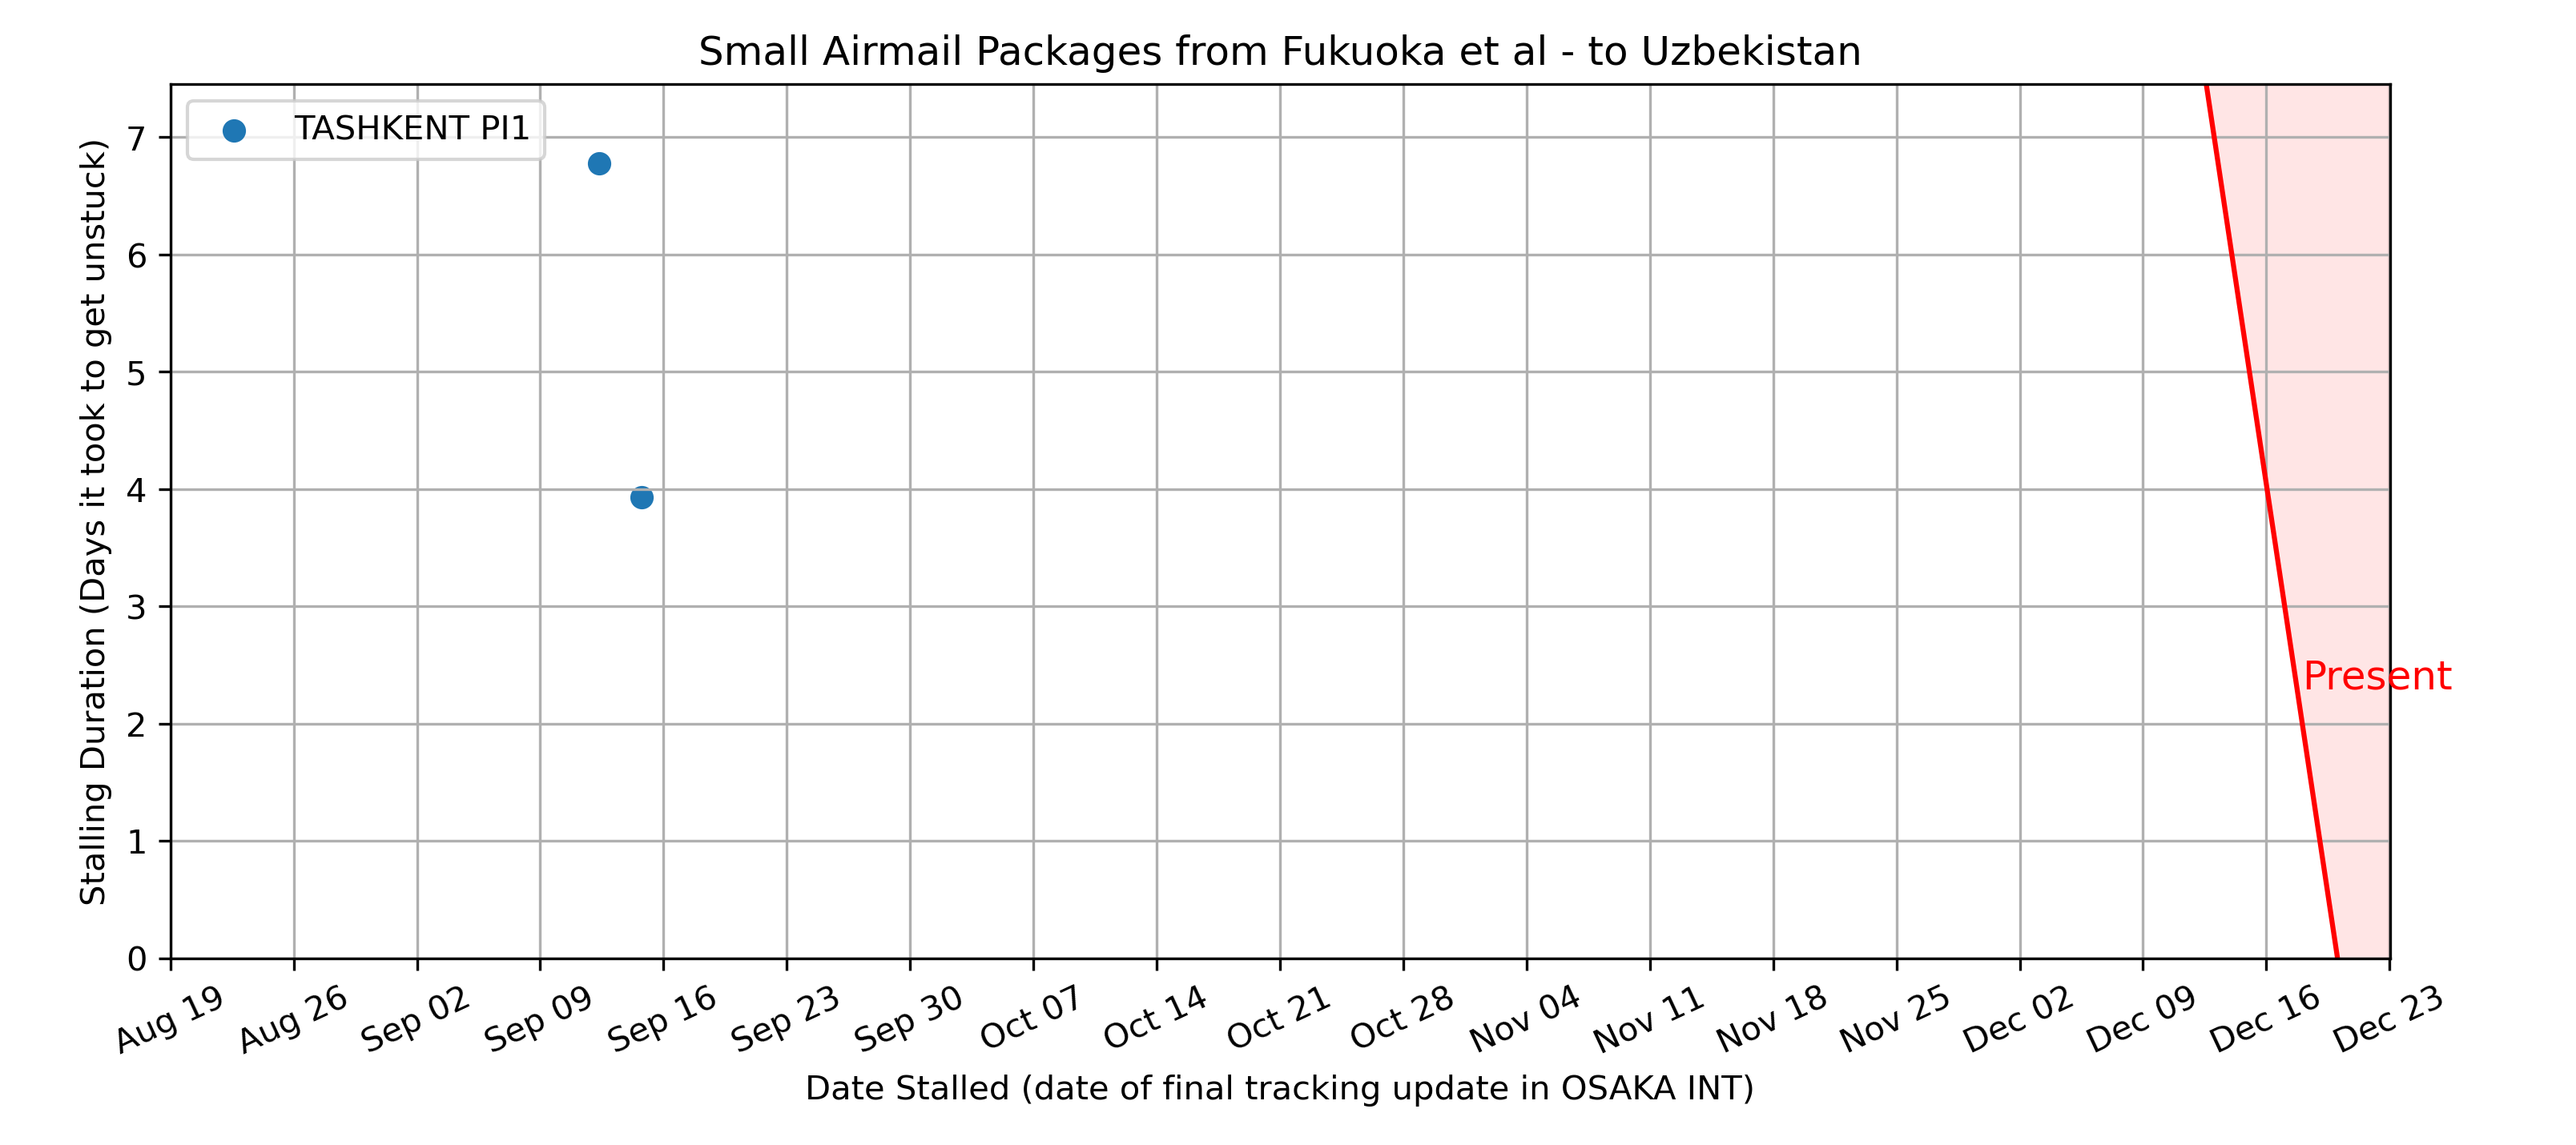 Small Airmail Packages from Fukuoka et al - to Uzbekistan
TASHKENT PI1
Stalling Duration (Days it took to get unstuck)
7
6
5
4
3
2
1
0
Present
Aug 19
Aug 26
Sep 02
Sep 09
Sep 16
Sep 23
Sep 30
Oct 07
Oct 14
Oct 21
Oct 28
Nov 04
Nov 11
Nov 18
Nov 25
Dec 02
Dec 09
Dec 16
Dec 23
Date Stalled (date of final tracking update in OSAKA INT)